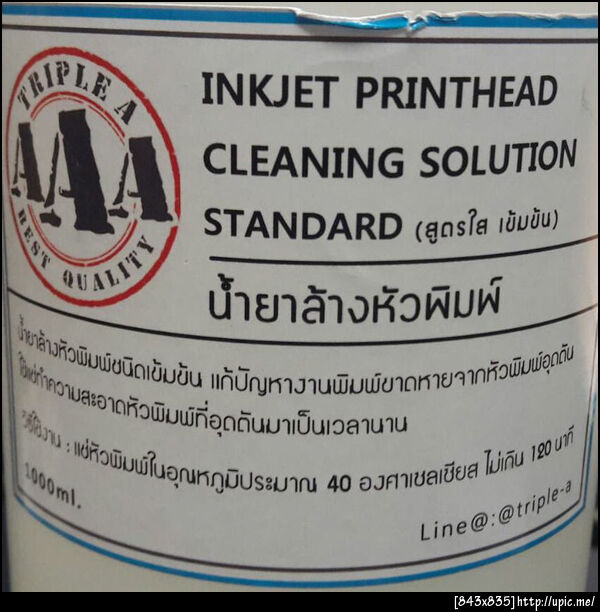 TRIPLE A
AAA
BEST QUALITY
INKJET PRINTHEAD
CLEANING SOLUTION
STANDARD (สูตรใส เข้มข้น)
น้ำยาล้างหัวพิมพ์
น้ำยาล้างหัวพิมพ์ชนิดเข้มข้น แก้ปัญหางานพิมพ์ขาดหายจากหัวพิมพ์อุดตัน
ใช้แช่ทำความสะอาดหัวพิมพ์ที่อุดตันมาเป็นเวลานาน
วิธีใช้งาน : แช่หัวพิมพ์ในอุณหภูมิประมาณ 40 องศาเซลเซียส ไม่เกิน 120 นาที
1000ml.
Line@:@triple-a
[843x835]http://upic.me/